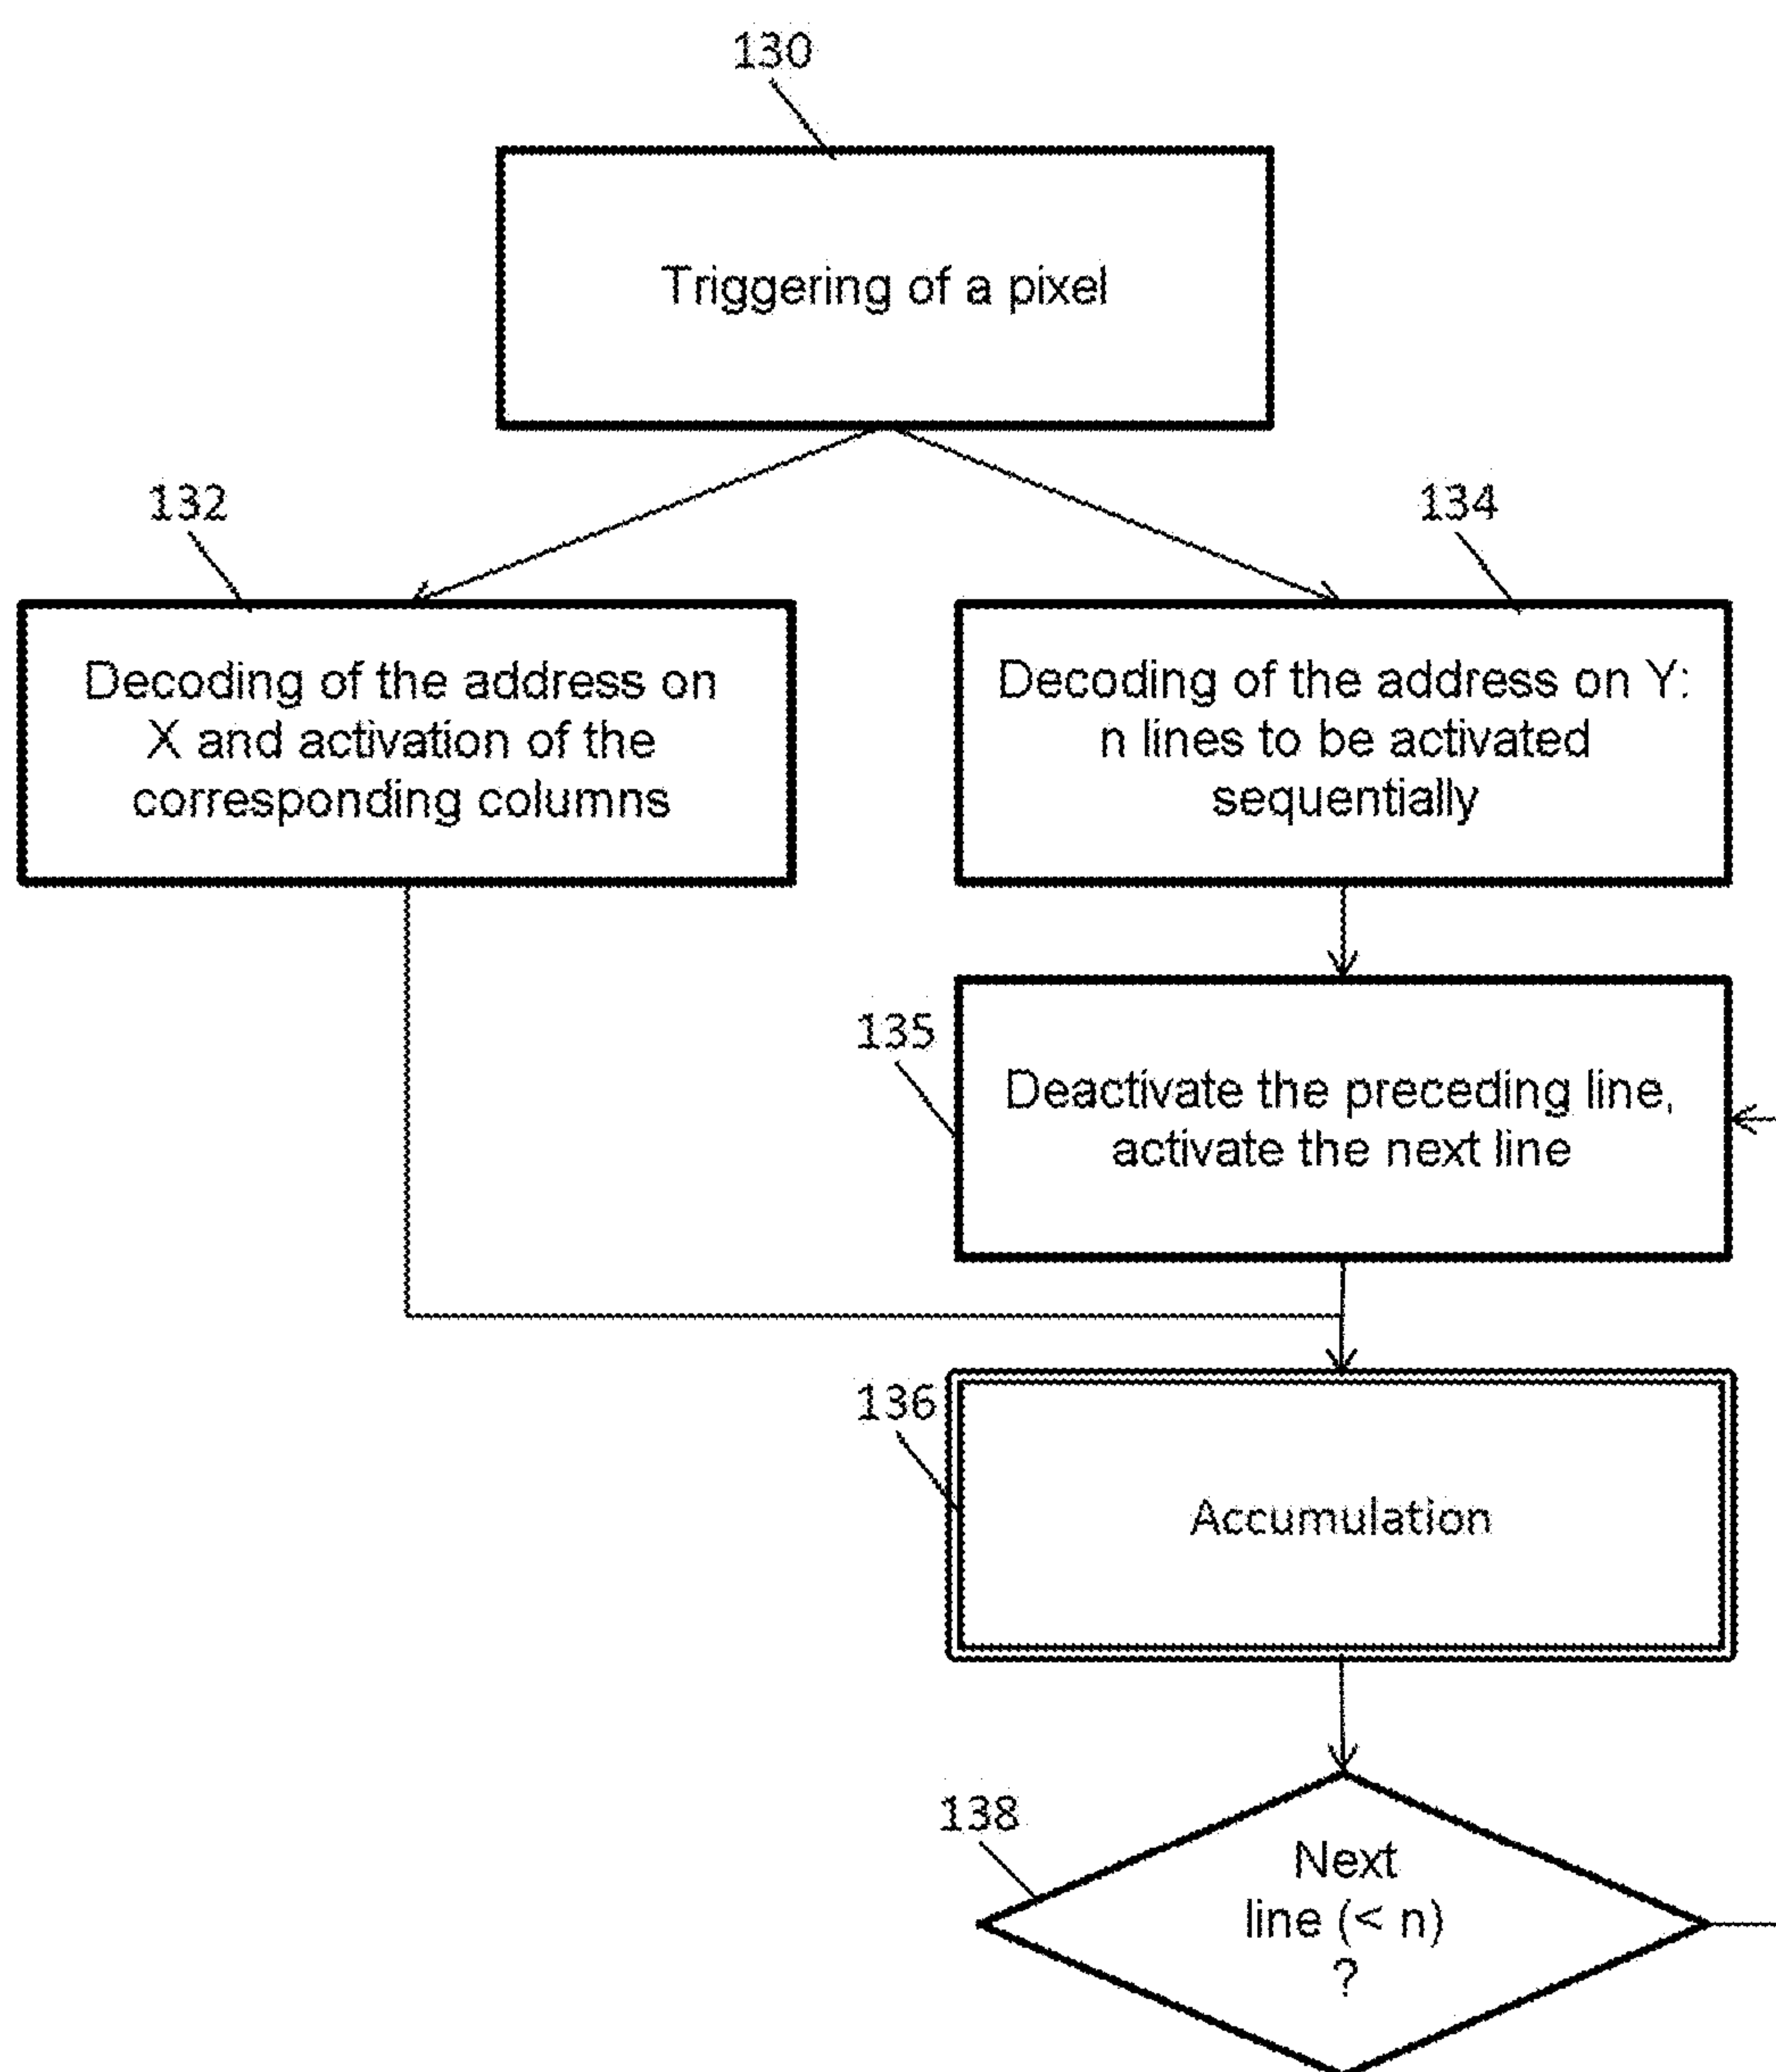 130
Triggering of a pixel
132
134
Decoding of the address on
X and activation of the
corresponding columns
Decoding of the address on Y:
n lines to be activated
sequentially
135
Deactivate the preceding line,
activate the next line
136
Accumulation
138
Next
line (< n)
?